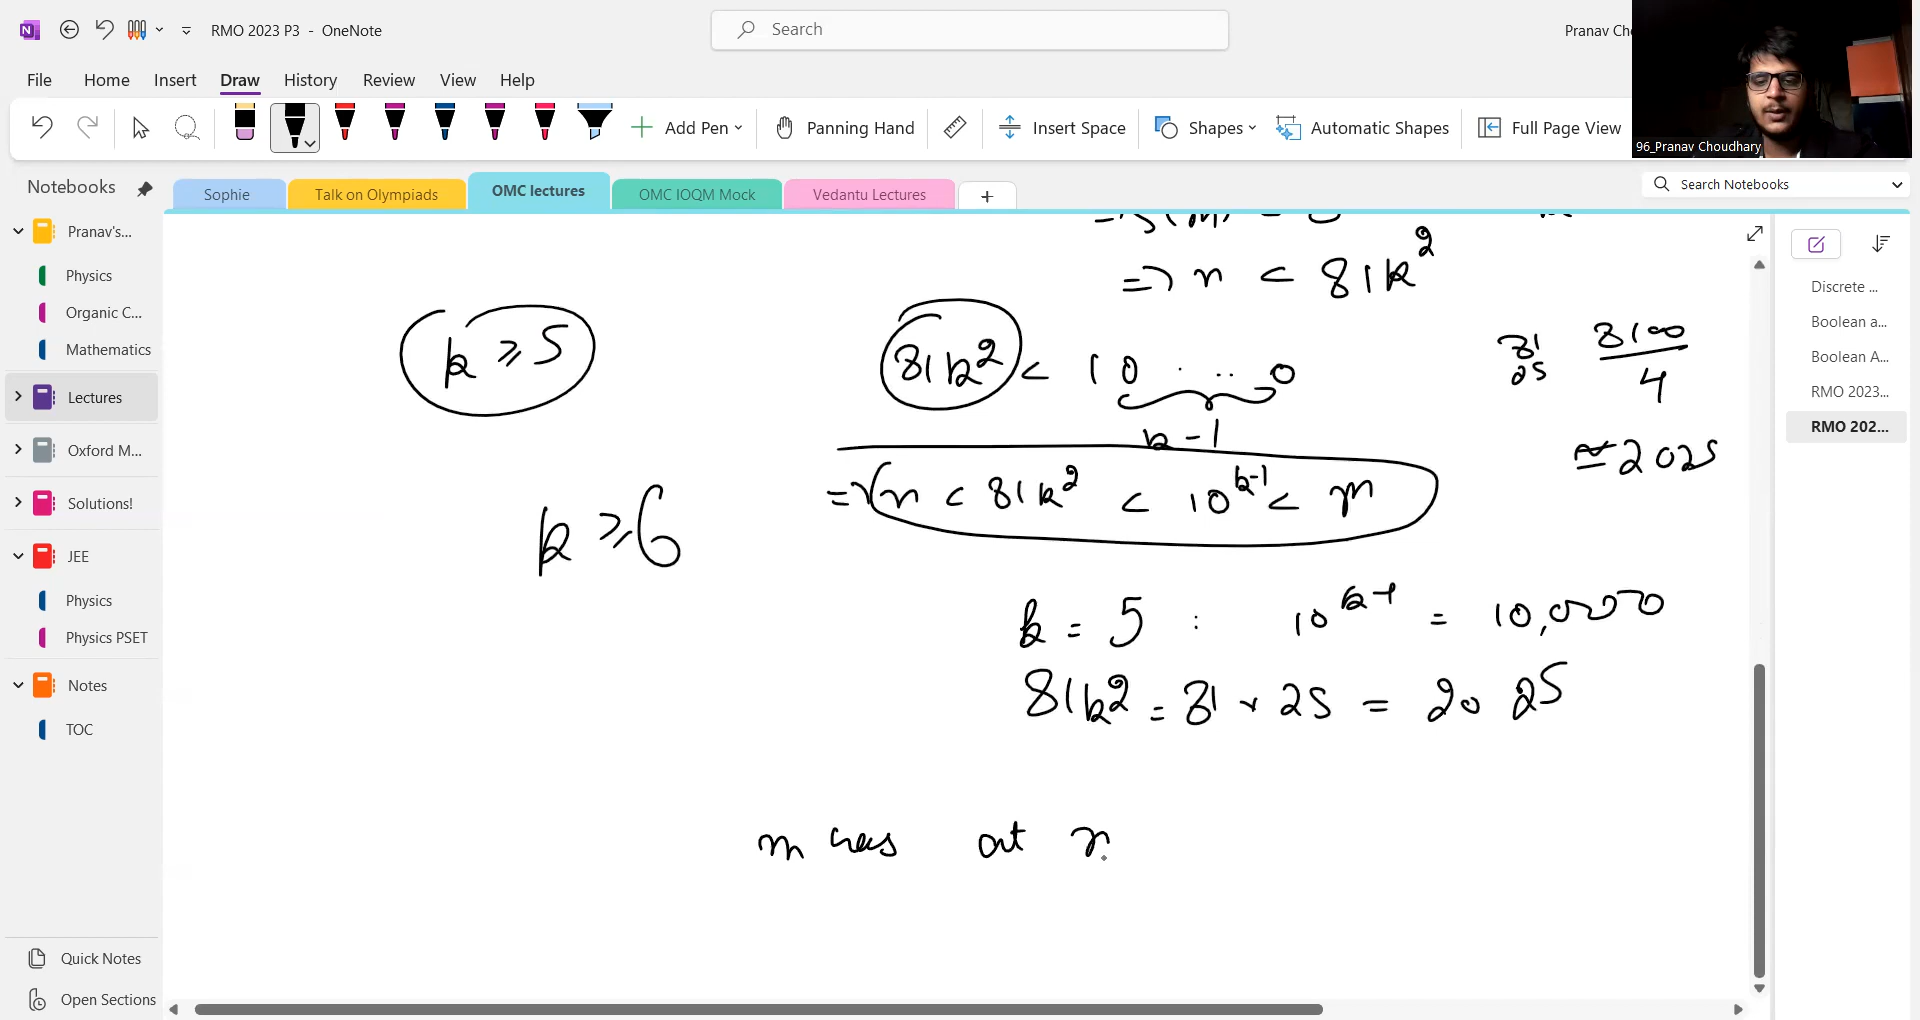 RMO 2023 P3 - OneNote
Search
Pranav Cho
96_Pranav Choudhary
File Home Insert Draw History Review View Help
Add Pen Panning Hand Insert Space Shapes Automatic Shapes Full Page View
Notebooks
Sophie Talk on Olympiads OMC lectures OMC IOQM Mock Vedantu Lectures +
Search Notebooks
Pranav's...
Physics
Organic C...
Mathematics
Lectures
Oxford M...
Solutions!
JEE
Physics
Physics PSET
Notes
TOC
Quick Notes
Open Sections
Discrete ...
Boolean a...
Boolean A...
RMO 2023...
RMO 202...
=> n < 81k²
k ≥ 5
81k² < 10 ... 0
k-1
81
25
8100
4
≈ 2025
=> n < 81k² < 10^(k-1) < m
k ≥ 6
k = 5 : 10^(k-1) = 10,000
81k² = 81 × 25 = 2025
m has at